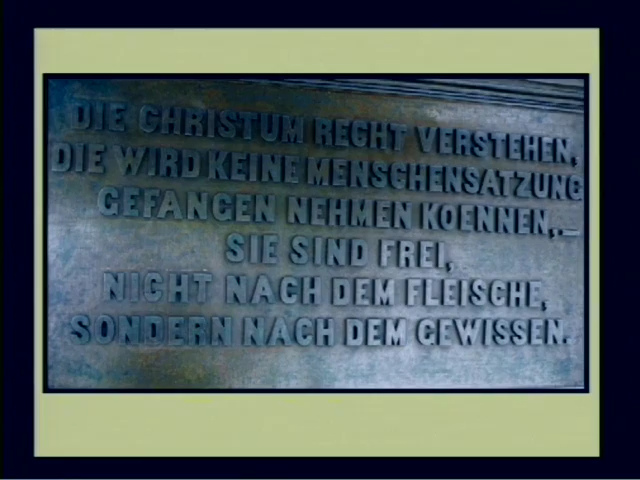 DIE CHRISTUM RECHT VERSTEHEN,
DIE WIRD KEINE MENSCHENSATZUNG
GEFANGEN NEHMEN KOENNEN,._
SIE SIND FREI,
NICHT NACH DEM FLEISCHE,
SONDERN NACH DEM GEWISSEN.